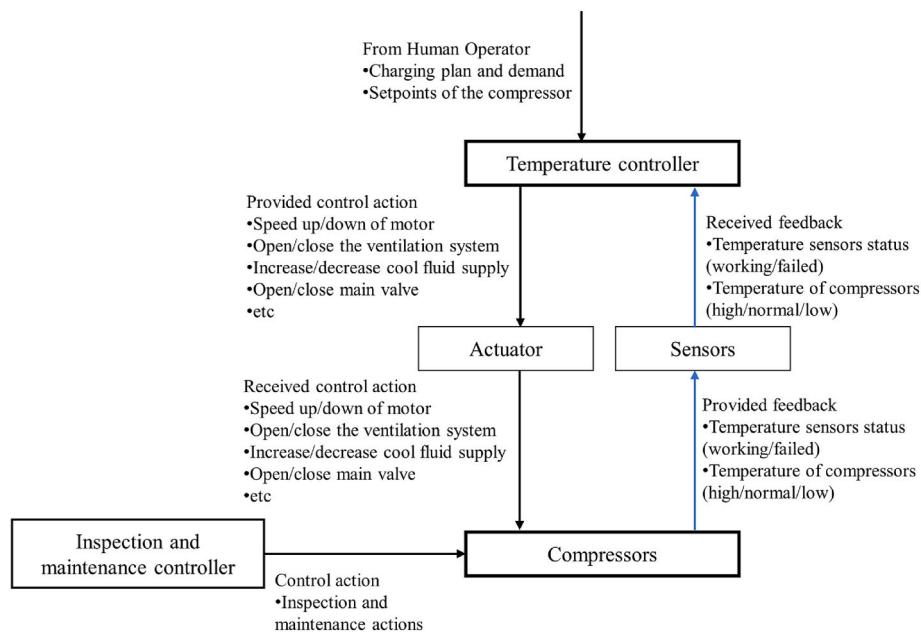 From Human Operator
•Charging plan and demand
•Setpoints of the compressor
Temperature controller
Provided control action
•Speed up/down of motor
•Open/close the ventilation system
•Increase/decrease cool fluid supply
•Open/close main valve
•etc
Received feedback
•Temperature sensors status
(working/failed)
•Temperature of compressors
(high/normal/low)
Actuator
Sensors
Received control action
•Speed up/down of motor
•Open/close the ventilation system
•Increase/decrease cool fluid supply
•Open/close main valve
•etc
Provided feedback
•Temperature sensors status
(working/failed)
•Temperature of compressors
(high/normal/low)
Inspection and
maintenance controller
Compressors
Control action
•Inspection and
maintenance actions